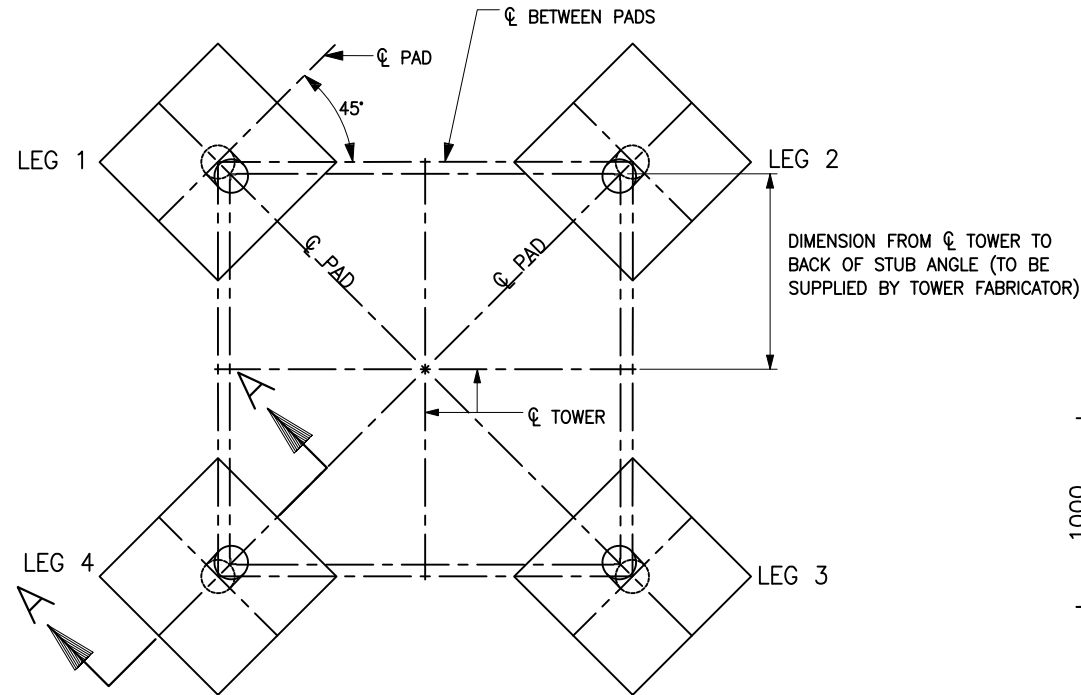 ℄ BETWEEN PADS
℄ PAD
45°
LEG 1
LEG 2
℄ PAD
℄ PAD
DIMENSION FROM ℄ TOWER TO
BACK OF STUB ANGLE (TO BE
SUPPLIED BY TOWER FABRICATOR)
A
℄ TOWER
1000
LEG 4
LEG 3
A